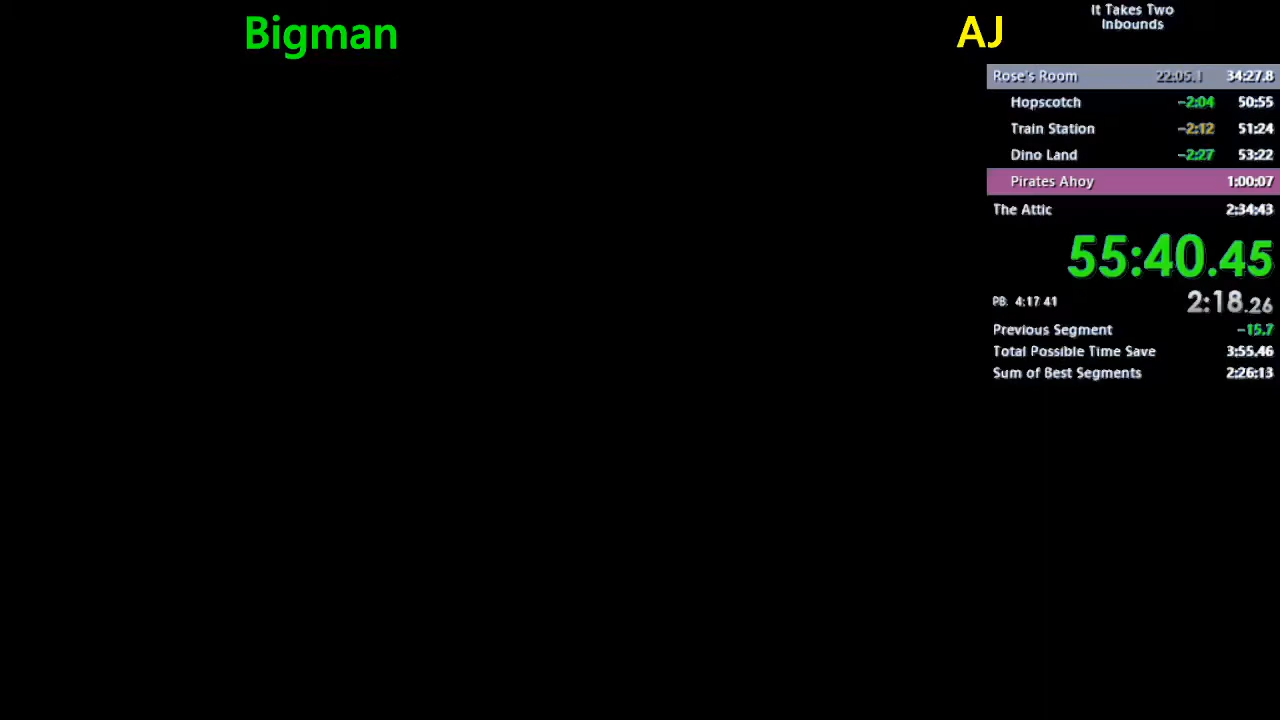 Bigman
AJ
It Takes Two
Inbounds
Rose's Room 22:05.1 34:27.8
Hopscotch -2:04 50:55
Train Station -2:12 51:24
Dino Land -2:27 53:22
Pirates Ahoy 1:00:07
The Attic 2:34:43
55:40.45
PB: 4:17.41 2:18.26
Previous Segment -15.7
Total Possible Time Save 3:55.46
Sum of Best Segments 2:26:13